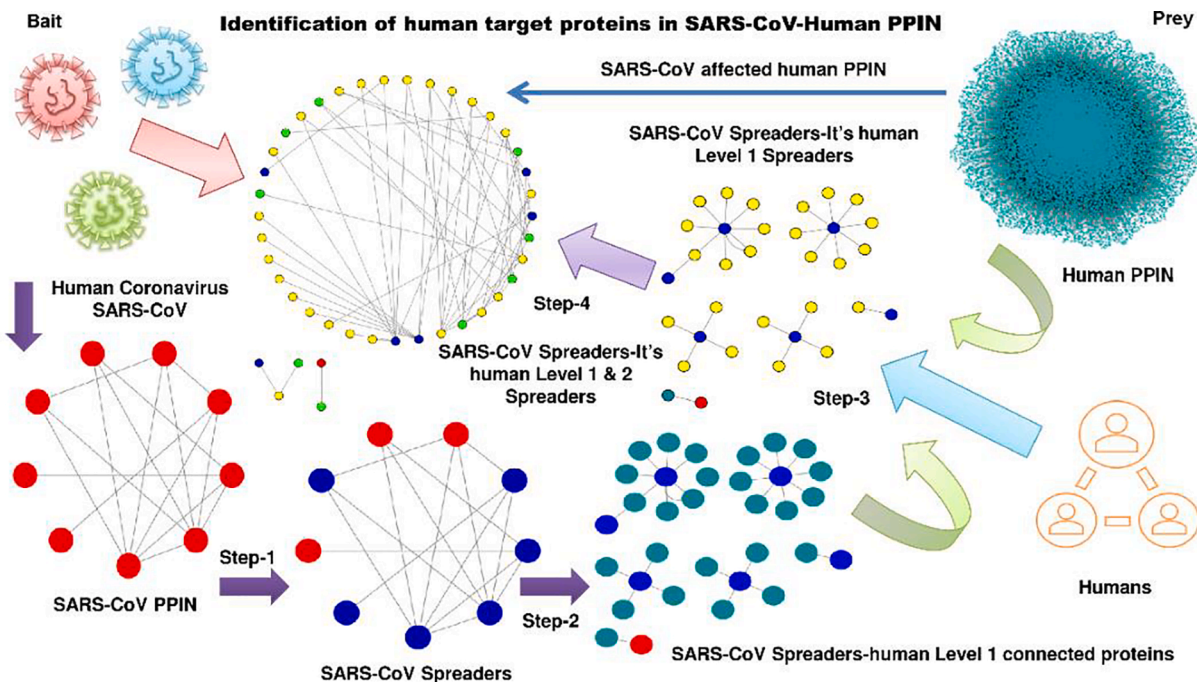 Bait
Identification of human target proteins in SARS-CoV-Human PPIN
Prey
SARS-CoV affected human PPIN
SARS-CoV Spreaders-It's human
Level 1 Spreaders
Human PPIN
Human Coronavirus
SARS-CoV
Step-4
SARS-CoV Spreaders-It's
human Level 1 & 2
Spreaders
Step-3
Step-1
SARS-CoV PPIN
Step-2
Humans
SARS-CoV Spreaders
SARS-CoV Spreaders-human Level 1 connected proteins